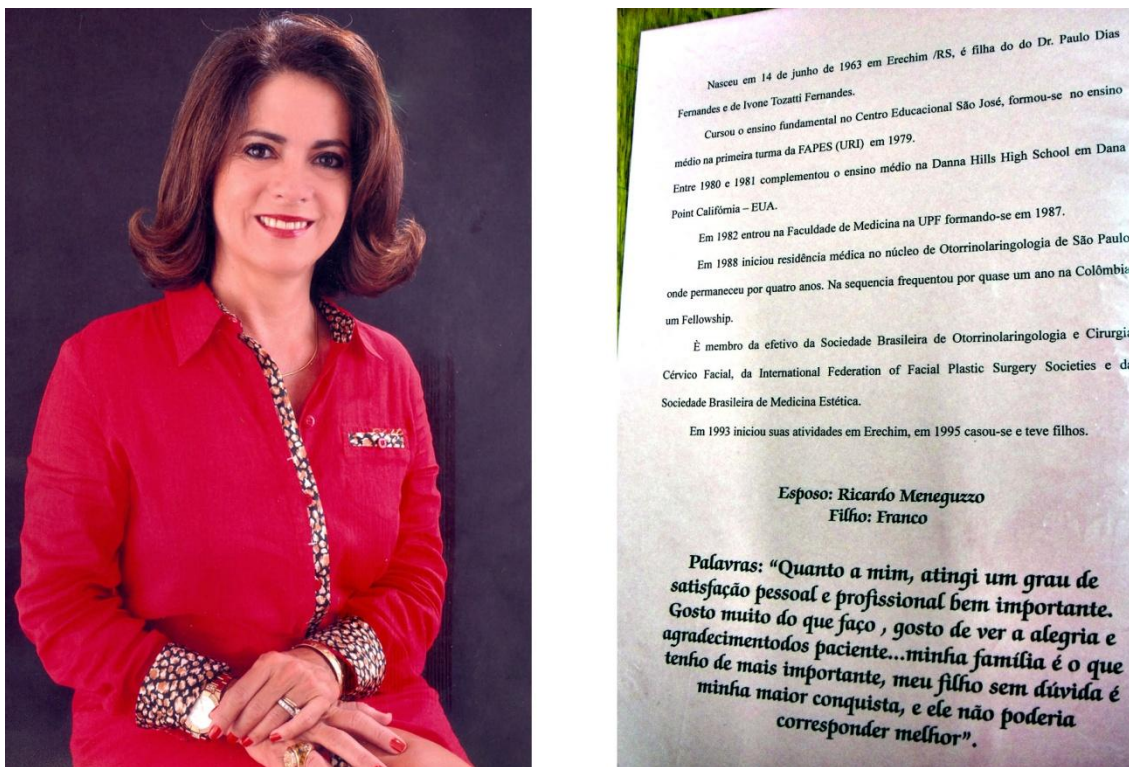 Nasceu em 14 de junho de 1963 em Erechim /RS, é filha do do Dr. Paulo Dias
Fernandes e de Ivone Tozatti Fernandes.
Cursou o ensino fundamental no Centro Educacional São José, formou-se no ensino
médio na primeira turma da FAPES (URI) em 1979.
Entre 1980 e 1981 complementou o ensino médio na Danna Hills High School em Dana
Point Califórnia – EUA.
Em 1982 entrou na Faculdade de Medicina na UPF formando-se em 1987.
Em 1988 iniciou residência médica no núcleo de Otorrinolaringologia de São Paulo
onde permaneceu por quatro anos. Na sequencia frequentou por quase um ano na Colômbia
um Fellowship.
È membro da efetivo da Sociedade Brasileira de Otorrinolaringologia e Cirurgia
Cérvico Facial, da International Federation of Facial Plastic Surgery Societies e da
Sociedade Brasileira de Medicina Estética.
Em 1993 iniciou suas atividades em Erechim, em 1995 casou-se e teve filhos.
Esposo: Ricardo Meneguzzo
Filho: Franco
Palavras: “Quanto a mim, atingi um grau de
satisfação pessoal e profissional bem importante.
Gosto muito do que faço , gosto de ver a alegria e
agradecimentodos paciente...minha família é o que
tenho de mais importante, meu filho sem dúvida é
minha maior conquista, e ele não poderia
corresponder melhor”.